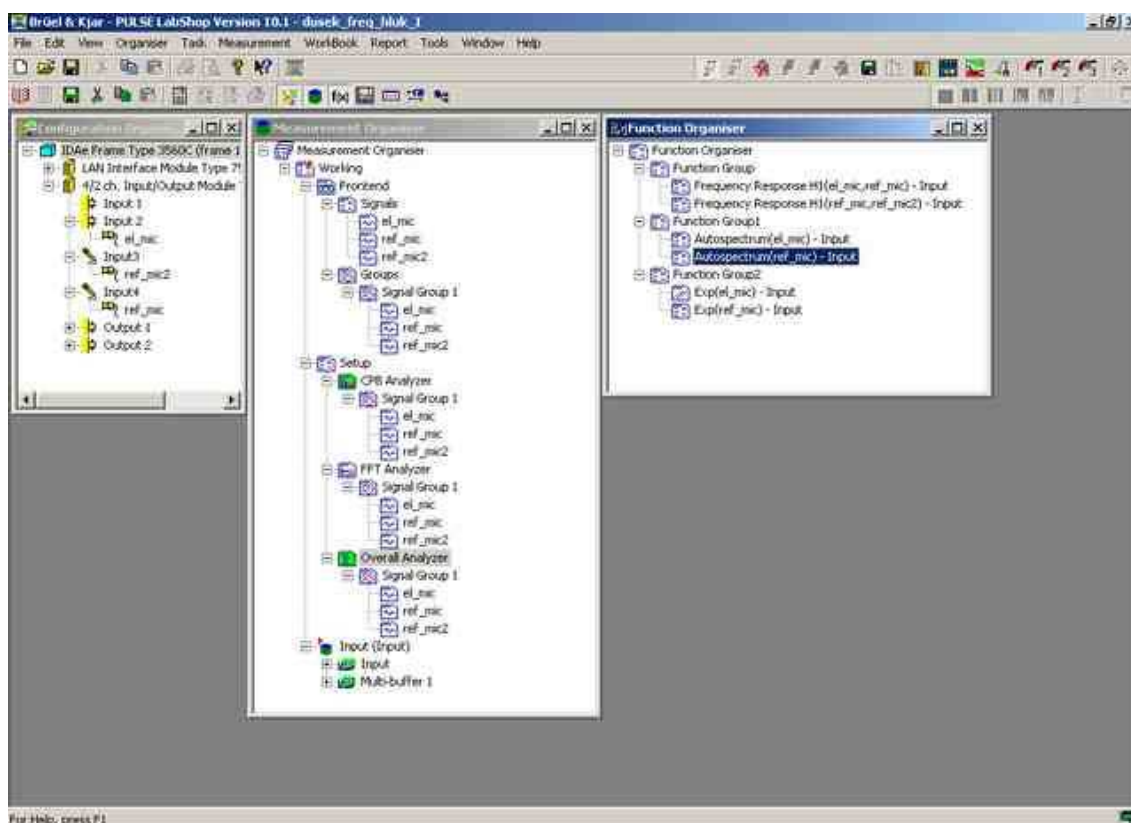 Brüel & Kjær - PULSE LabShop Version 10.1 - dusek_freq_hluk_1
File Edit View Organiser Task Measurement WorkBook Report Tools Window Help
Configuration
IDAe Frame Type 3560C (frame 1
LAN Interface Module Type 7
4/2 ch. Input/Output Module
Input 1
Input 2
el_mic
Input3
ref_mic2
Input4
ref_mic
Output 1
Output 2
Measurement Organiser
Measurement Organiser
Working
Frontend
Signals
el_mic
ref_mic
ref_mic2
Groups
Signal Group 1
el_mic
ref_mic
ref_mic2
Setup
CPB Analyzer
Signal Group 1
el_mic
ref_mic
ref_mic2
FFT Analyzer
Signal Group 1
el_mic
ref_mic
ref_mic2
Overall Analyzer
Signal Group 1
el_mic
ref_mic
ref_mic2
Input (Input)
Input
Multi-buffer 1
Function Organiser
Function Organiser
Function Group
Frequency Response H1(el_mic,ref_mic) - Input
Frequency Response H1(ref_mic,ref_mic2) - Input
Function Group1
Autospectrum(el_mic) - Input
Autospectrum(ref_mic) - Input
Function Group2
Exp(el_mic) - Input
Exp(ref_mic) - Input
For Help, press F1